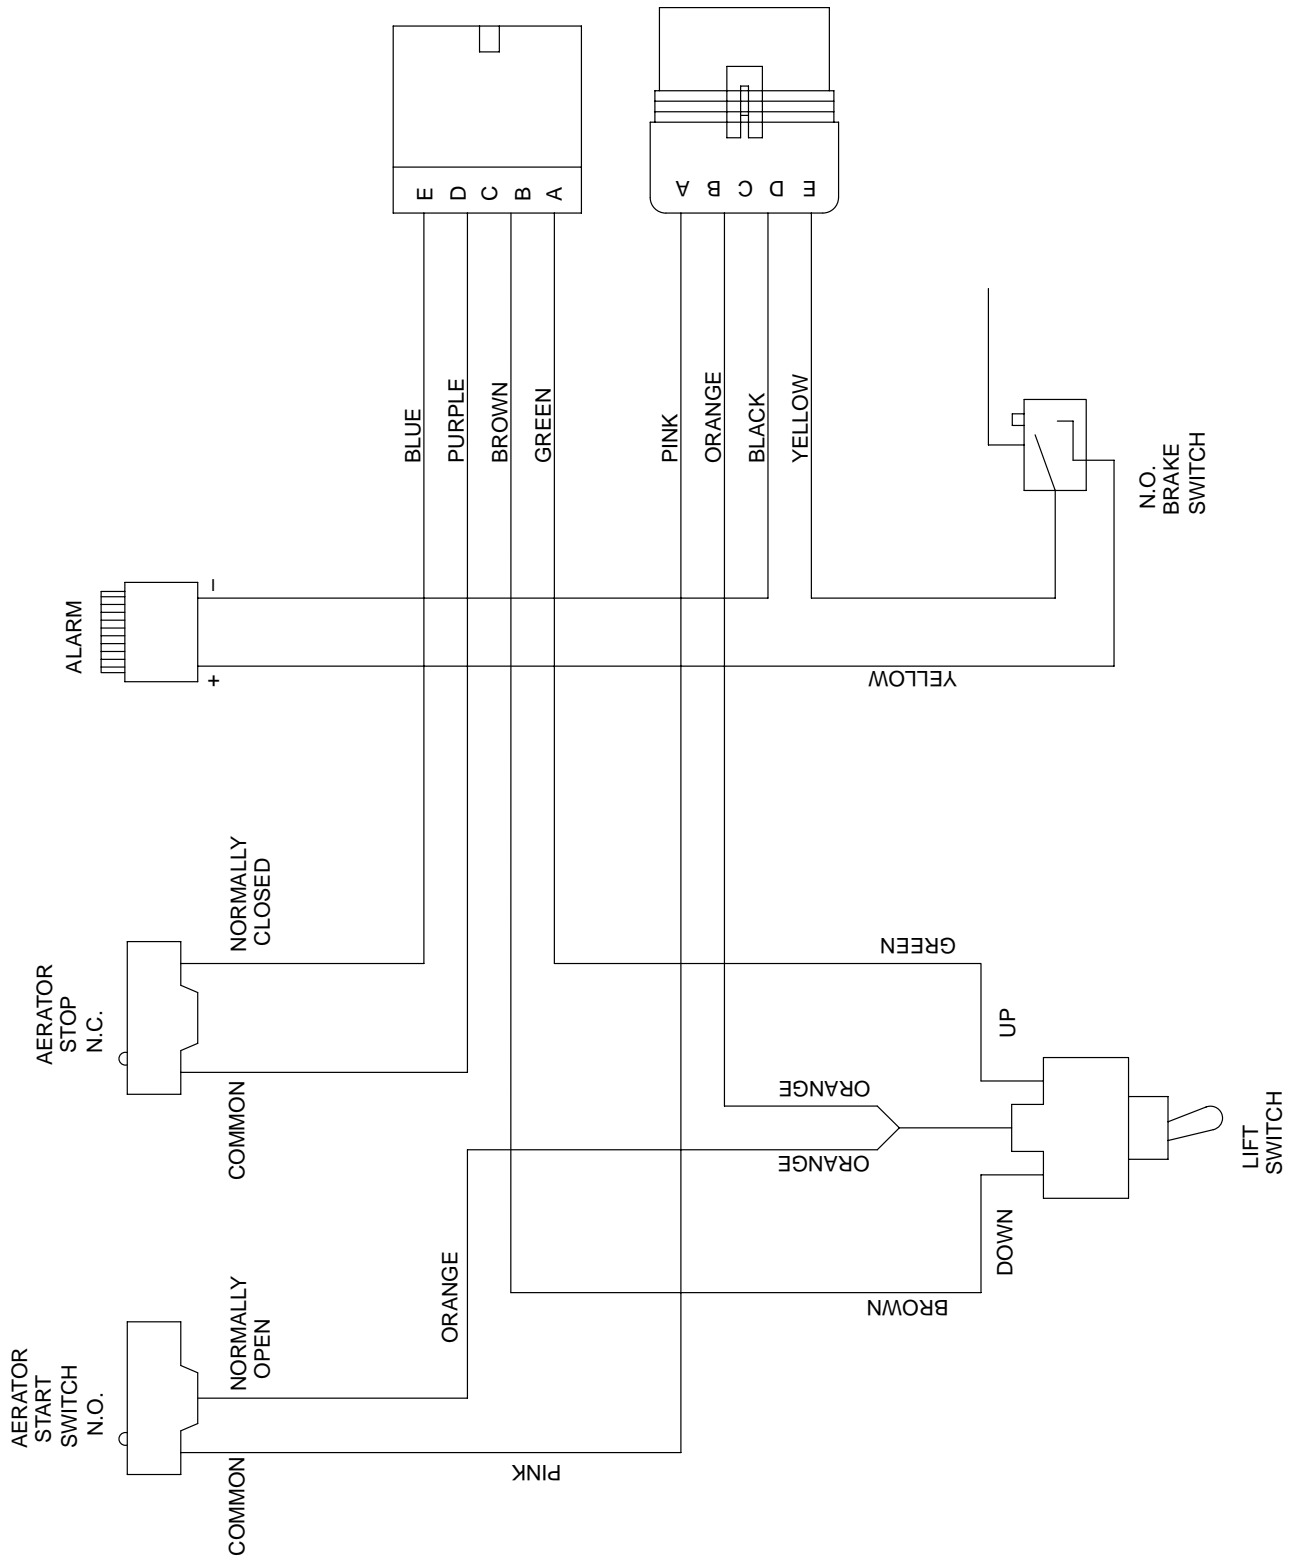 AERATOR
START
SWITCH
N.O.
COMMON
NORMALLY
OPEN
PINK
ORANGE
AERATOR
STOP
N.C.
COMMON
NORMALLY
CLOSED
ALARM
+
–
E
D
C
B
A
BLUE
PURPLE
BROWN
GREEN
A
B
C
D
E
PINK
ORANGE
BLACK
YELLOW
YELLOW
N.O.
BRAKE
SWITCH
GREEN
UP
ORANGE
ORANGE
DOWN
BROWN
LIFT
SWITCH